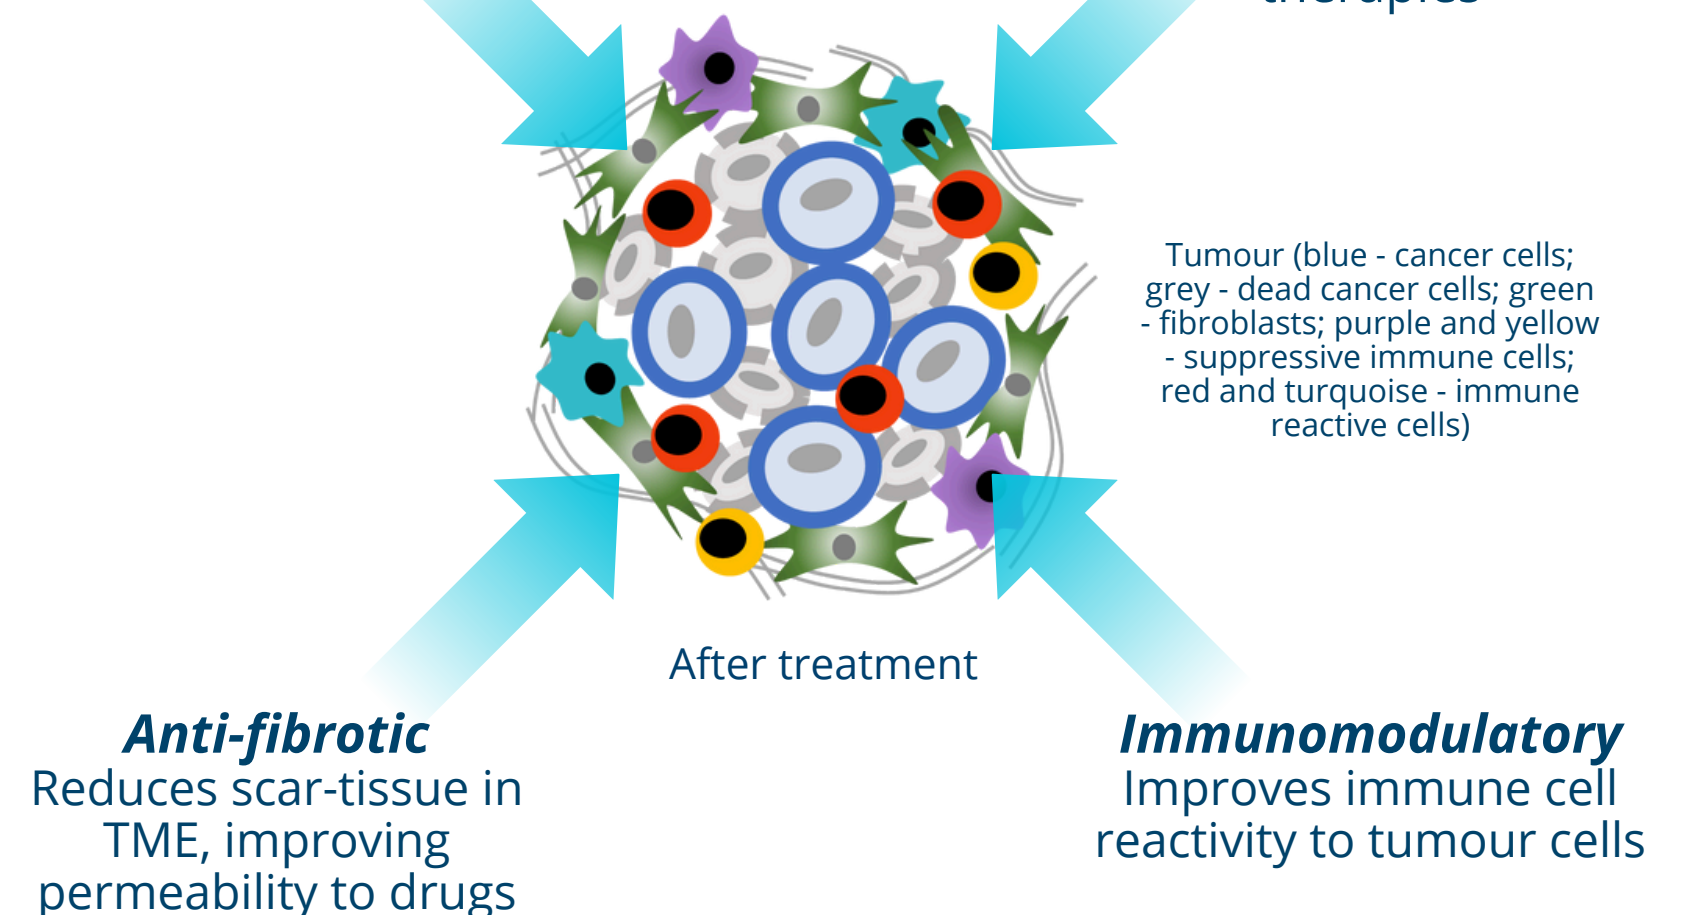 therapies
Tumour (blue - cancer cells;
grey - dead cancer cells; green
- fibroblasts; purple and yellow
- suppressive immune cells;
red and turquoise - immune
reactive cells)
After treatment
Anti-fibrotic
Reduces scar-tissue in
TME, improving
permeability to drugs
Immunomodulatory
Improves immune cell
reactivity to tumour cells